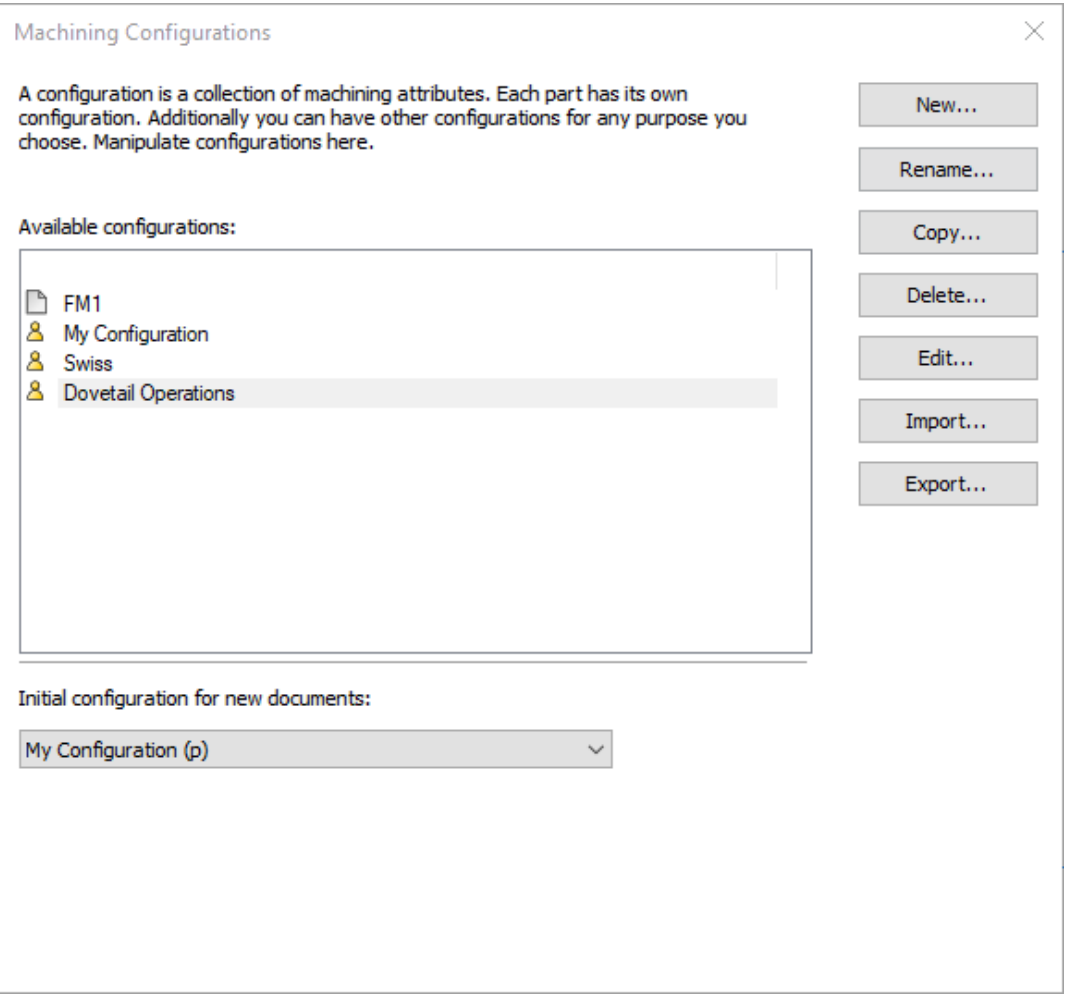 Machining Configurations
A configuration is a collection of machining attributes. Each part has its own
configuration. Additionally you can have other configurations for any purpose you
choose. Manipulate configurations here.
New...
Rename...
Available configurations:
Copy...
FM1
My Configuration
Swiss
Dovetail Operations
Delete...
Edit...
Import...
Export...
Initial configuration for new documents:
My Configuration (p)